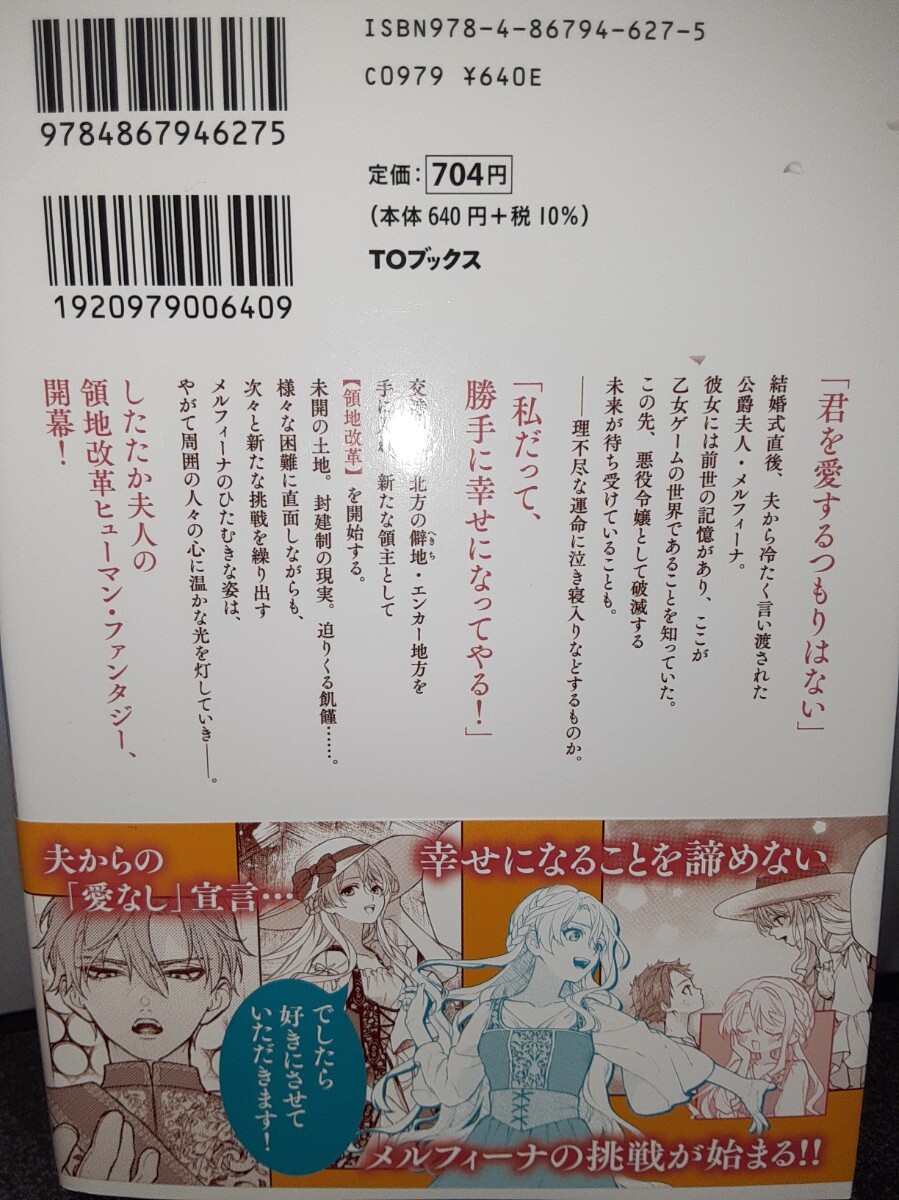 ISBN978-4-86794-627-5
C0979 ¥640E
9784867946275
定価：704円
（本体 640 円＋税 10%）
TOブックス
1920979006409
「君を愛するつもりはない」
結婚式直後、夫から冷たく言い渡された
公爵夫人・メルフィーナ。
彼女には前世の記憶があり、ここが
乙女ゲームの世界であることを知っていた。
この先、悪役令嬢として破滅する
未来が待ち受けていることも。
――理不尽な運命に泣き寝入りなどするものか。
「私だって、
勝手に幸せになってやる！」
交 北方の僻地・エンカー地方を
へきち
手に 新たな領主として
【領地改革】を開始する。
未開の土地。封建制の現実。迫りくる飢饉……。
様々な困難に直面しながらも、
次々と新たな挑戦を繰り出す
メルフィーナのひたむきな姿は、
やがて周囲の人々の心に温かな光を灯していき――。
したたか夫人の
領地改革ヒューマン・ファンタジー、
開幕！
夫からの
「愛なし」宣言…
幸せになることを諦めない
でしたら
好きにさせて
いただきます！
メルフィーナの挑戦が始まる!!